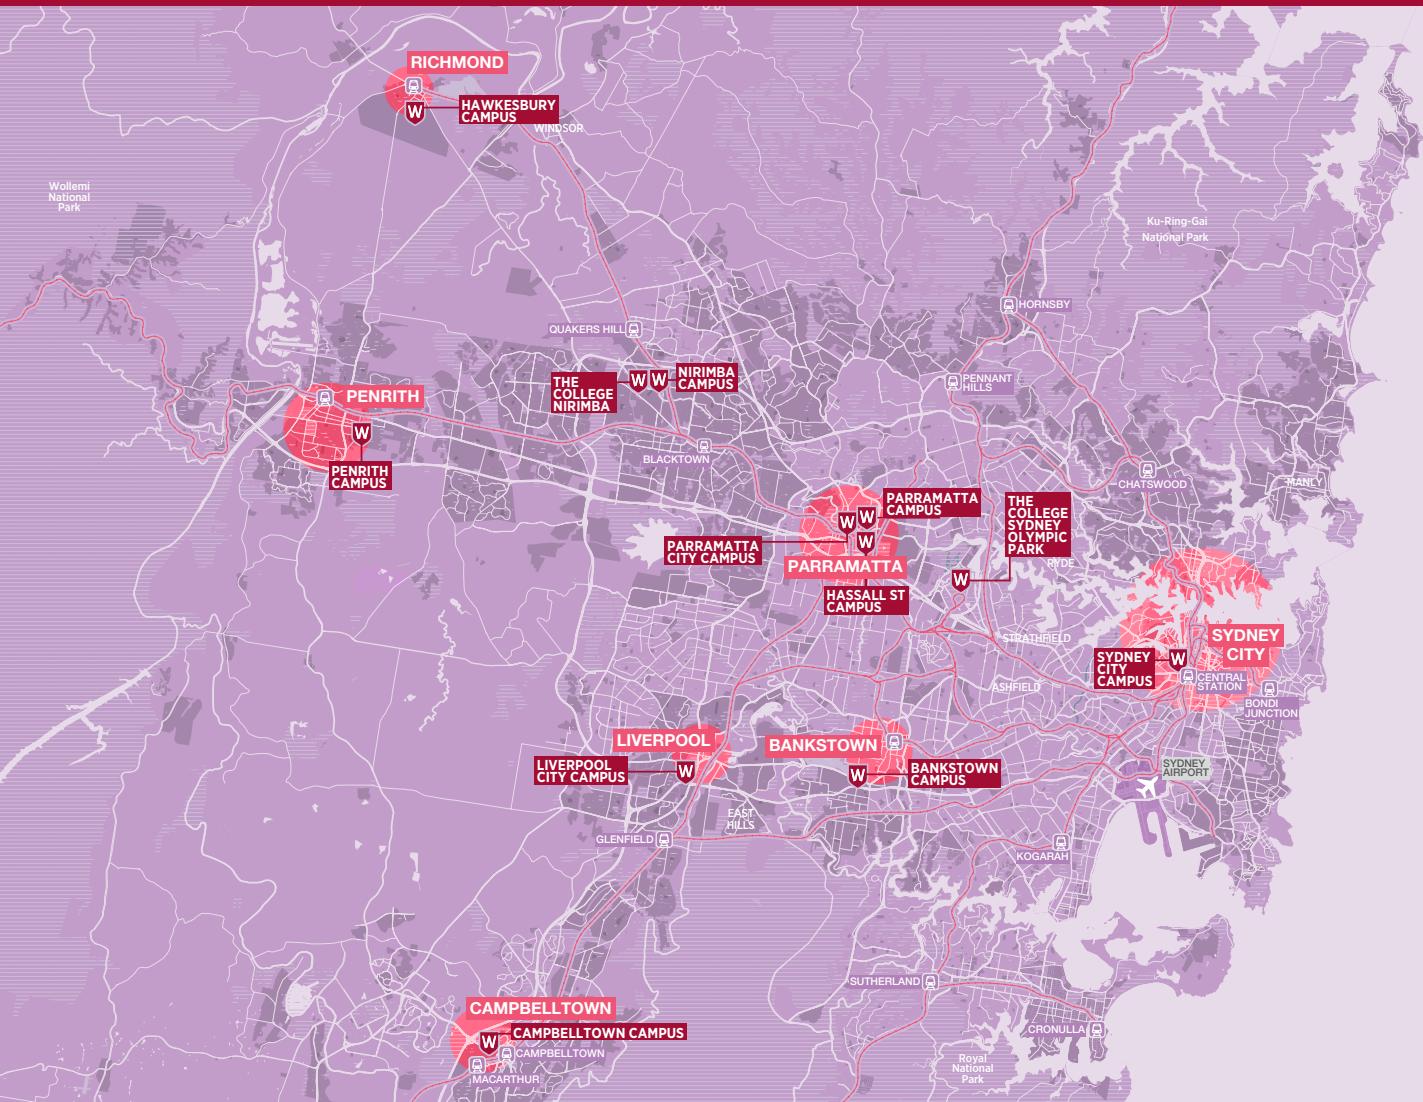 RICHMOND
W
HAWKESBURY
CAMPUS
WINDSOR
Wollemi
National
Park
Ku-Ring-Gai
National Park
HORNSBY
QUAKERS HILL
THE
COLLEGE
NIRIMBA
W
W
NIRIMBA
CAMPUS
PENNANT
HILLS
PENRITH
W
PENRITH
CAMPUS
BLACKTOWN
CHATSWOOD
MANLY
PARRAMATTA
CAMPUS
W
W
W
PARRAMATTA
CITY CAMPUS
PARRAMATTA
HASSALL ST
CAMPUS
THE
COLLEGE
SYDNEY
OLYMPIC
PARK
W
RYDE
STRATHFIELD
ASHFIELD
SYDNEY
CITY
SYDNEY
CITY
CAMPUS
W
CENTRAL
STATION
BONDI
JUNCTION
LIVERPOOL
LIVERPOOL
CITY CAMPUS
W
BANKSTOWN
W
BANKSTOWN
CAMPUS
SYDNEY
AIRPORT
EAST
HILLS
GLENFIELD
KOGARAH
SUTHERLAND
CRONULLA
CAMPBELLTOWN
W
CAMPBELLTOWN CAMPUS
CAMPBELLTOWN
MACARTHUR
Royal
National
Park